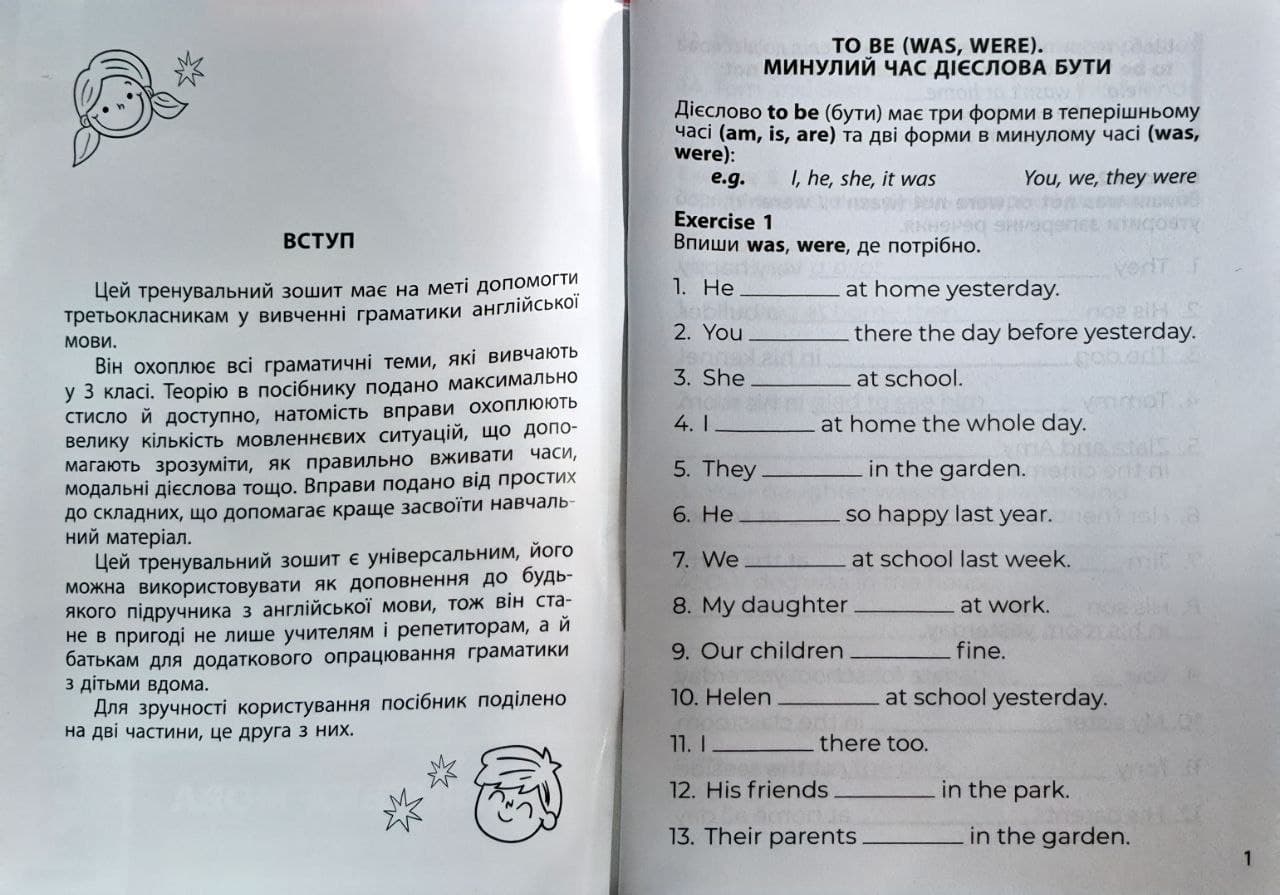 ВСТУП
Цей тренувальний зошит має на меті допомогти
третьокласникам у вивченні граматики англійської
мови.
Він охоплює всі граматичні теми, які вивчають
у 3 класі. Теорію в посібнику подано максимально
стисло й доступно, натомість вправи охоплюють
велику кількість мовленнєвих ситуацій, що допо-
магають зрозуміти, як правильно вживати часи,
модальні дієслова тощо. Вправи подано від простих
до складних, що допомагає краще засвоїти навчаль-
ний матеріал.
Цей тренувальний зошит є універсальним, його
можна використовувати як доповнення до будь-
якого підручника з англійської мови, тож він ста-
не в пригоді не лише учителям і репетиторам, а й
батькам для додаткового опрацювання граматики
з дітьми вдома.
Для зручності користування посібник поділено
на дві частини, це друга з них.
TO BE (WAS, WERE).
МИНУЛИЙ ЧАС ДІЄСЛОВА БУТИ
Дієслово to be (бути) має три форми в теперішньому
часі (am, is, are) та дві форми в минулому часі (was,
were):
e.g. I, he, she, it was You, we, they were
Exercise 1
Впиши was, were, де потрібно.
1. He ________ at home yesterday.
2. You ________ there the day before yesterday.
3. She ________ at school.
4. I ________ at home the whole day.
5. They ________ in the garden.
6. He ________ so happy last year.
7. We ________ at school last week.
8. My daughter ________ at work.
9. Our children ________ fine.
10. Helen ________ at school yesterday.
11. I ________ there too.
12. His friends ________ in the park.
13. Their parents ________ in the garden.
1